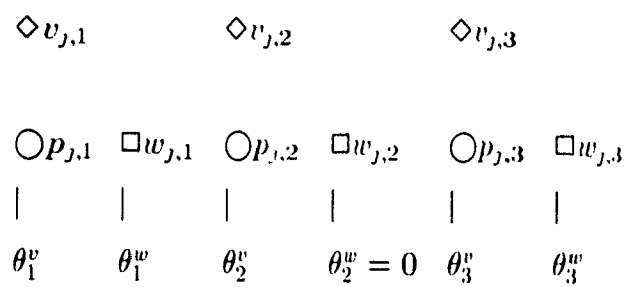 ◇ v_{j,1} ◇ v_{j,2} ◇ v_{j,3}
○ p_{j,1} □ w_{j,1} ○ p_{j,2} □ w_{j,2} ○ p_{j,3} □ w_{j,3}
| | | | | |
θ_1^v θ_1^w θ_2^v θ_2^w = 0 θ_3^v θ_3^w